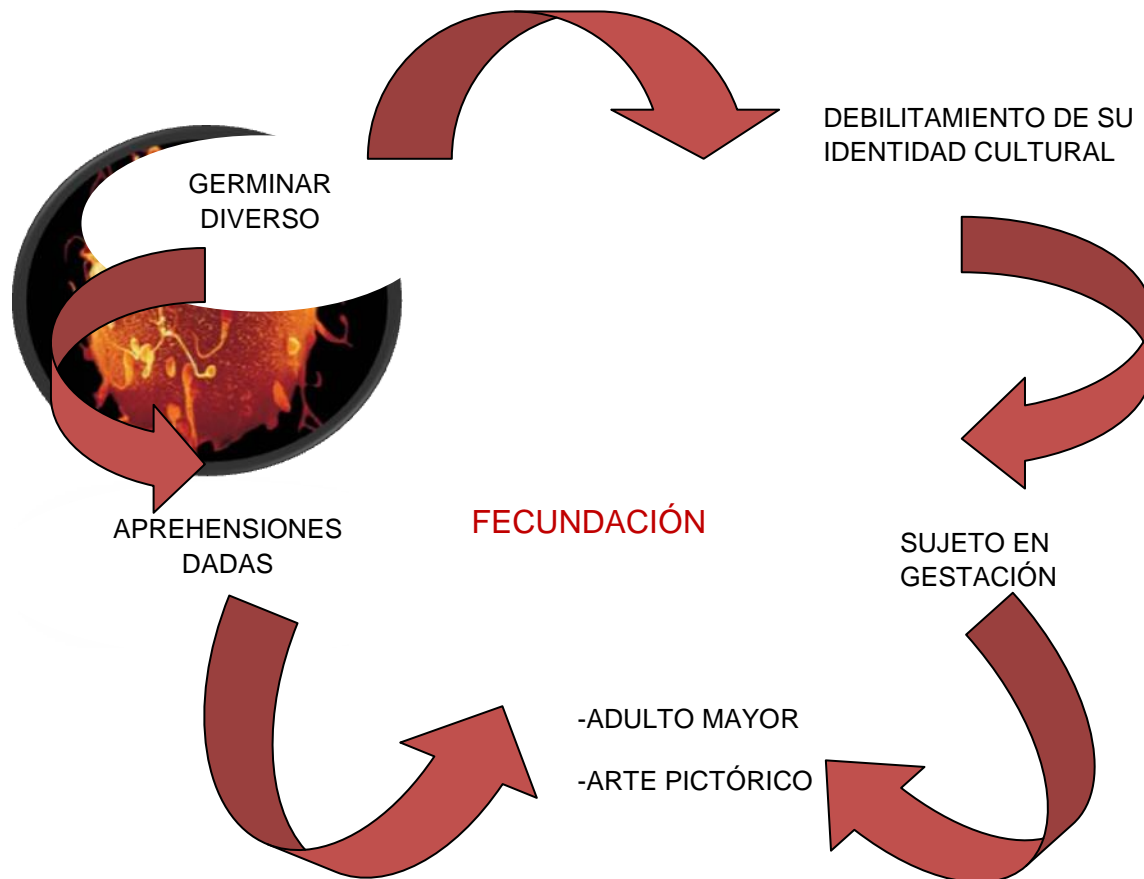 GERMINAR
DIVERSO
DEBILITAMIENTO DE SU
IDENTIDAD CULTURAL
APREHENSIONES
DADAS
FECUNDACIÓN
SUJETO EN
GESTACIÓN
-ADULTO MAYOR
-ARTE PICTÓRICO